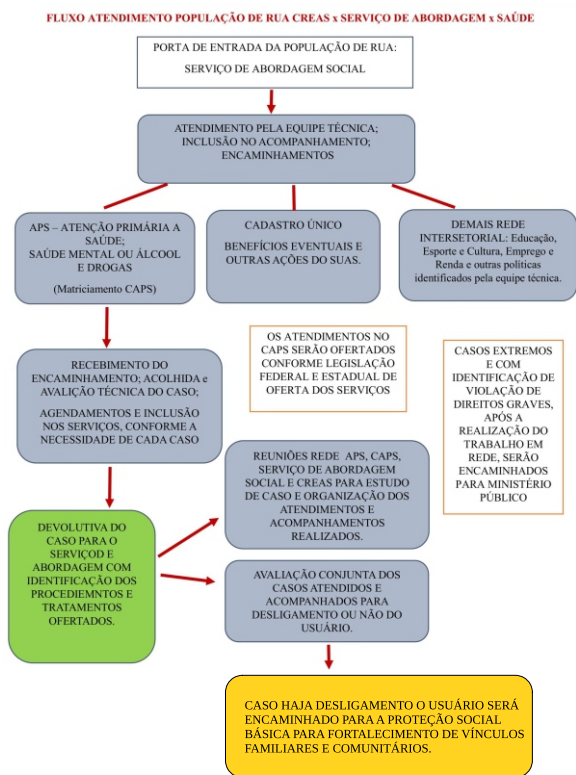 FLUXO ATENDIMENTO POPULAÇÃO DE RUA CREAS x SERVIÇO DE ABORDAGEM x SAÚDE
PORTA DE ENTRADA DA POPULAÇÃO DE RUA:
SERVIÇO DE ABORDAGEM SOCIAL
ATENDIMENTO PELA EQUIPE TÉCNICA;
INCLUSÃO NO ACOMPANHAMENTO;
ENCAMINHAMENTOS
APS – ATENÇÃO PRIMÁRIA A
SAÚDE;
SAÚDE MENTAL OU ÁLCOOL
E DROGAS
(Matriciamento CAPS)
CADASTRO ÚNICO
BENEFÍCIOS EVENTUAIS E
OUTRAS AÇÕES DO SUAS.
DEMAIS REDE
INTERSETORIAL: Educação,
Esporte e Cultura, Emprego e
Renda e outras políticas
identificados pela equipe técnica.
RECEBIMENTO DO
ENCAMINHAMENTO; ACOLHIDA e
AVALIÇÃO TÉCNICA DO CASO;
AGENDAMENTOS E INCLUSÃO
NOS SERVIÇOS, CONFORME A
NECESSIDADE DE CADA CASO
OS ATENDIMENTOS NO
CAPS SERÃO OFERTADOS
CONFORME LEGISLAÇÃO
FEDERAL E ESTADUAL DE
OFERTA DOS SERVIÇOS
CASOS EXTREMOS
E COM
IDENTIFICAÇÃO DE
VIOLAÇÃO DE
DIREITOS GRAVES,
APÓS A
REALIZAÇÃO DO
TRABALHO EM
REDE, SERÃO
ENCAMINHADOS
PARA MINISTÉRIO
PÚBLICO
REUNIÕES REDE APS, CAPS,
SERVIÇO DE ABORDAGEM
SOCIAL E CREAS PARA ESTUDO
DE CASO E ORGANIZAÇÃO DOS
ATENDIMENTOS E
ACOMPANHAMENTOS
REALIZADOS.
DEVOLUTIVA DO
CASO PARA O
SERVIÇOD E
ABORDAGEM COM
IDENTIFICAÇÃO DOS
PROCEDIEMNTOS E
TRATAMENTOS
OFERTADOS.
AVALIAÇÃO CONJUNTA DOS
CASOS ATENDIDOS E
ACOMPANHADOS PARA
DESLIGAMENTO OU NÃO DO
USUÁRIO.
CASO HAJA DESLIGAMENTO O USUÁRIO SERÁ
ENCAMINHADO PARA A PROTEÇÃO SOCIAL
BÁSICA PARA FORTALECIMENTO DE VÍNCULOS
FAMILIARES E COMUNITÁRIOS.